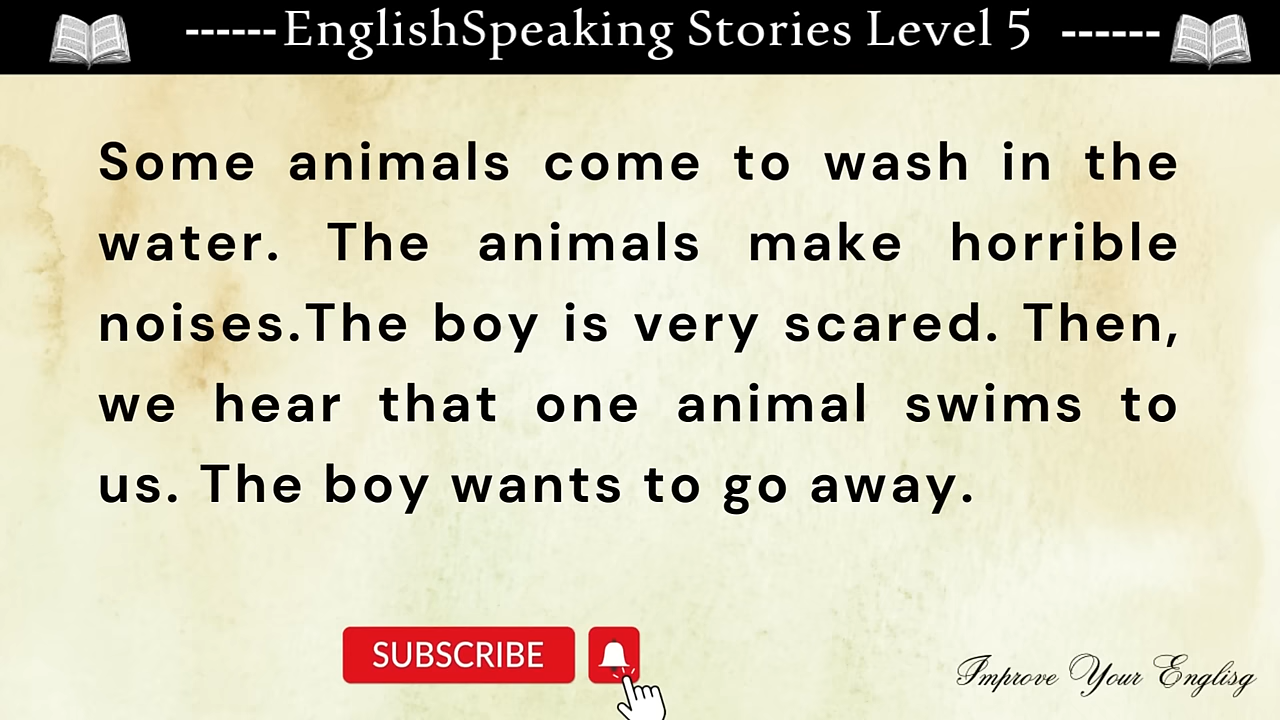 ------EnglishSpeaking Stories Level 5 ------
Some animals come to wash in the
water. The animals make horrible
noises.The boy is very scared. Then,
we hear that one animal swims to
us. The boy wants to go away.
SUBSCRIBE
Improve Your Englisg